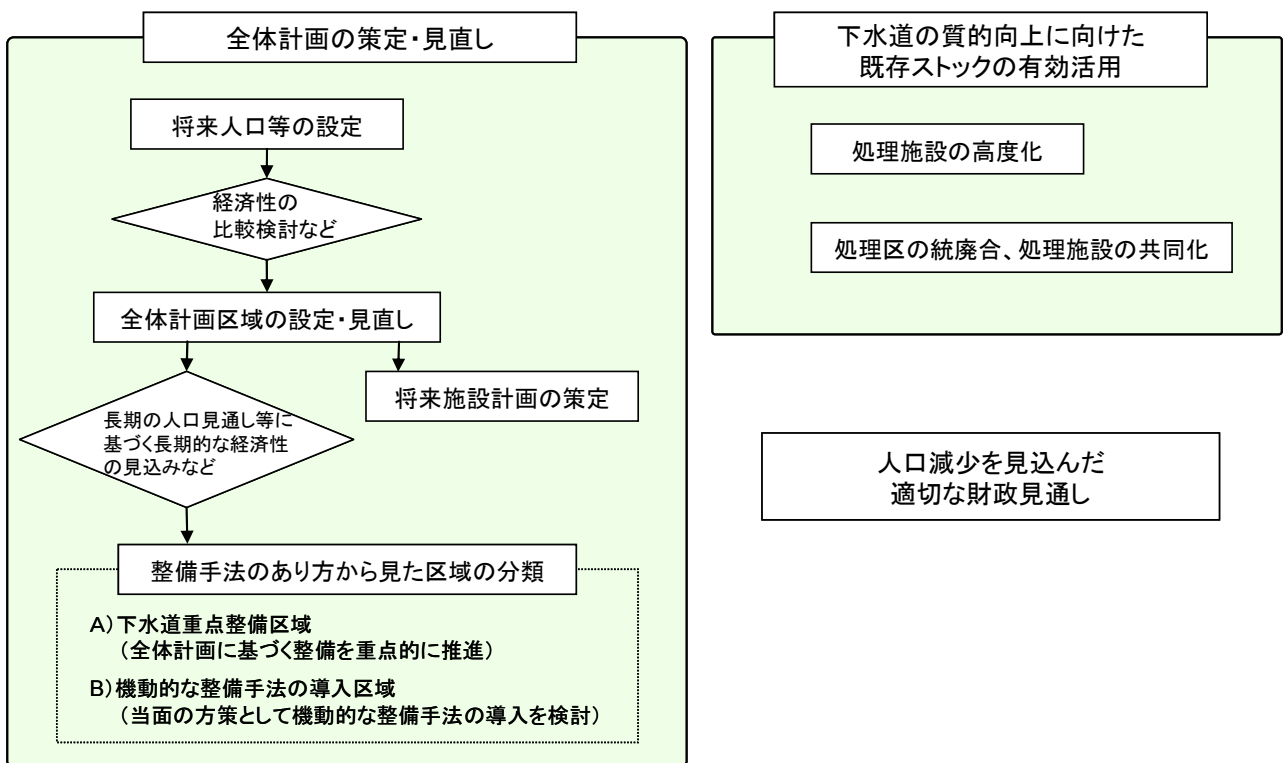 全体計画の策定・見直し
将来人口等の設定
経済性の
比較検討など
全体計画区域の設定・見直し
将来施設計画の策定
長期の人口見通し等に
基づく長期的な経済性
の見込みなど
整備手法のあり方から見た区域の分類
A)下水道重点整備区域
(全体計画に基づく整備を重点的に推進)
B)機動的な整備手法の導入区域
(当面の方策として機動的な整備手法の導入を検討)
下水道の質的向上に向けた
既存ストックの有効活用
処理施設の高度化
処理区の統廃合、処理施設の共同化
人口減少を見込んだ
適切な財政見通し